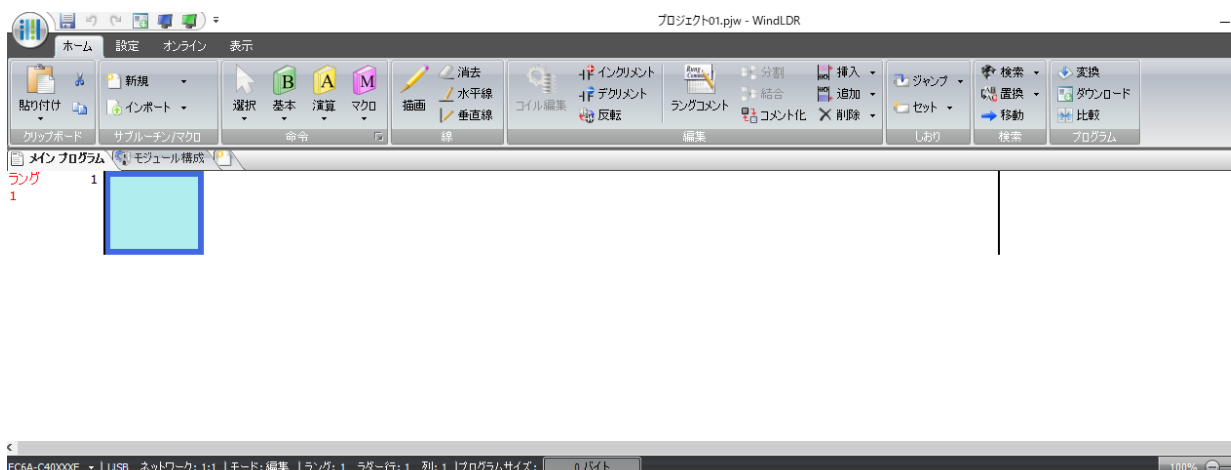 プロジェクト01.pjw - WindLDR
ホーム 設定 オンライン 表示
貼り付け
クリップボード
新規
インポート
サブルーチン/マクロ
選択 B 基本 A 演算 M マクロ
命令
描画
消去
水平線
垂直線
線
コイル編集
インクリメント
デクリメント
反転
Rung Comment
ラングコメント
分割
結合
コメント化
挿入
追加
削除
編集
ジャンプ
セット
しおり
検索
置換
移動
検索
変換
ダウンロード
比較
プログラム
メイン プログラム モジュール構成
ラング 1
1
FC6A-C40XXXE USB ネットワーク: 1:1 モード: 編集 ラング: 1 ラダー行: 1 列: 1 プログラムサイズ: 0 バイト 100%